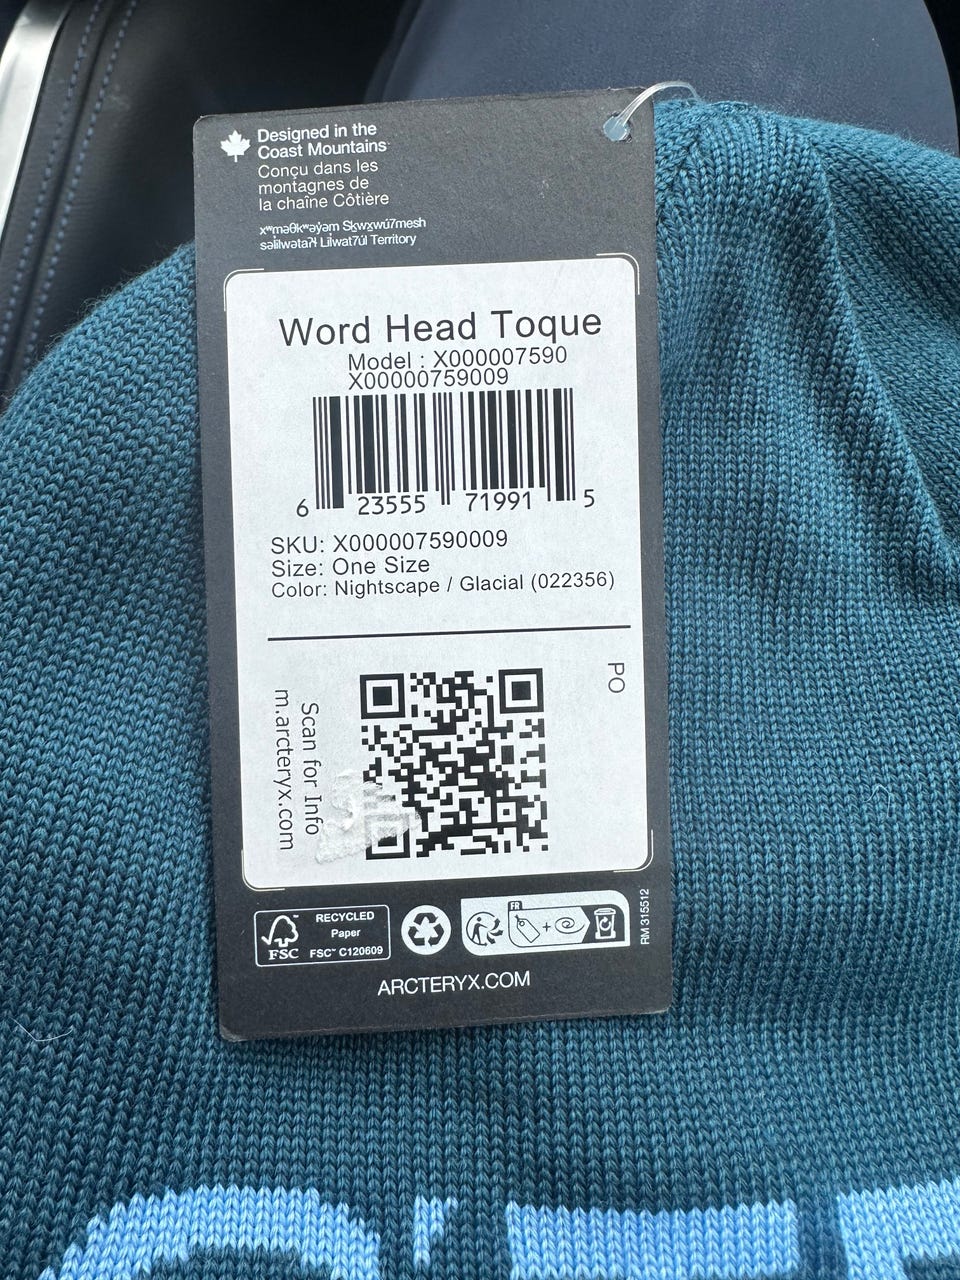 Designed in the
Coast Mountains
Conçu dans les
montagnes de
la chaîne Côtière
xʷməθkʷəy̓əm Sḵwx̱wú7mesh
səl̓ilwətaʔɬ Lil̓wat7úl Territory
Word Head Toque
Model : X000007590
X00000759009
6 23555 71991 5
SKU: X000007590009
Size: One Size
Color: Nightscape / Glacial (022356)
PO
Scan for Info
m.arcteryx.com
RECYCLED
Paper
FSC™ C120609
FSC
FR
RM 315512
ARCTERYX.COM